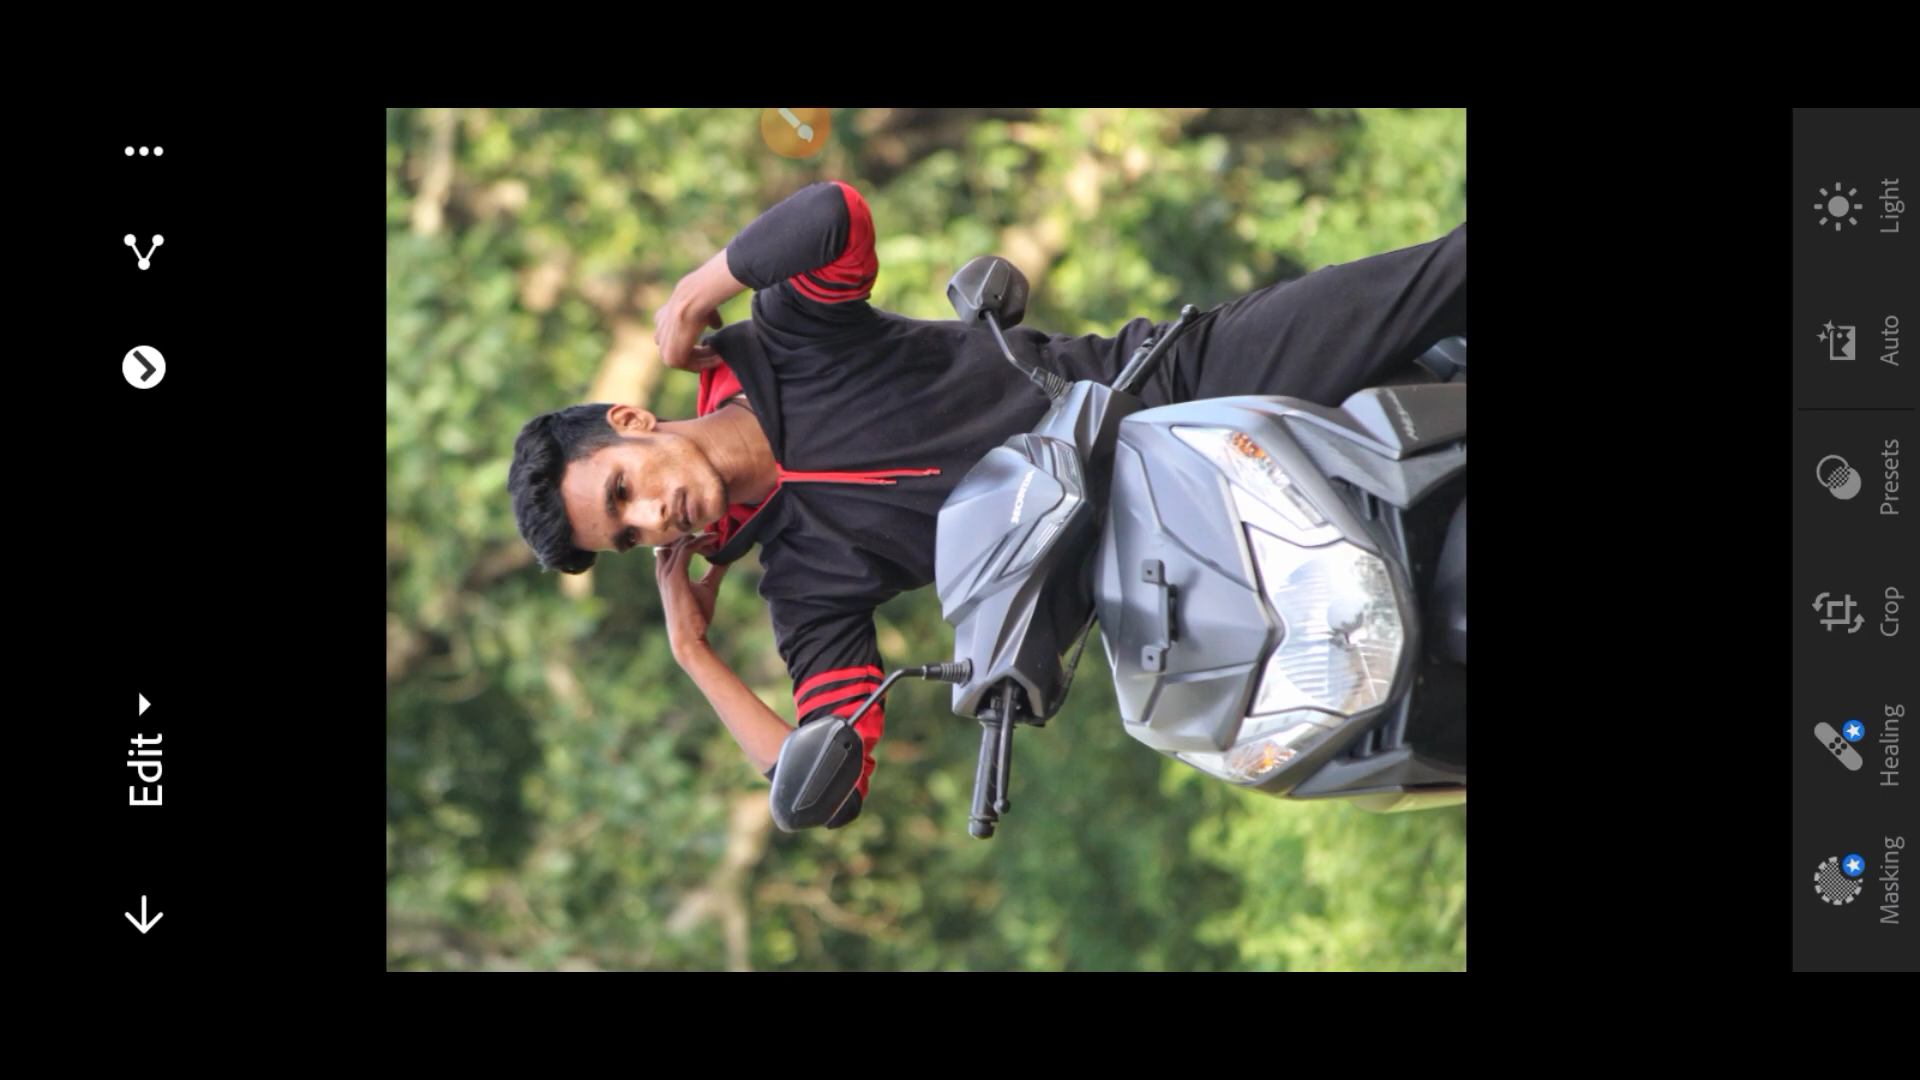 Edit
HONDA
Masking
Healing
Crop
Presets
Auto
Light